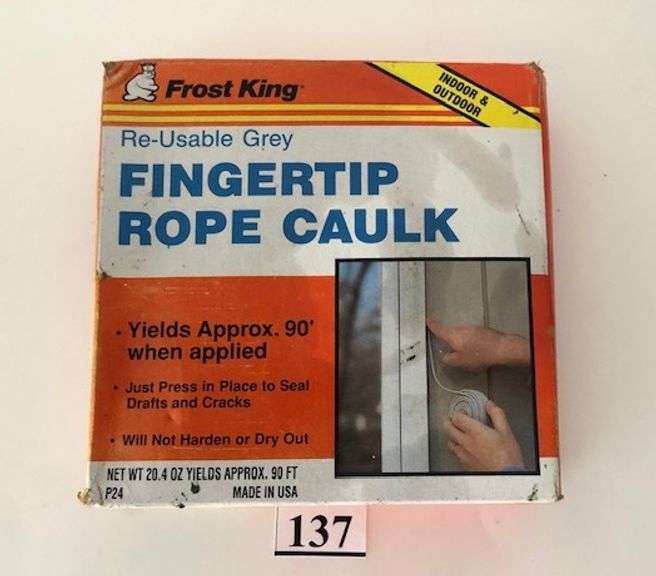 Frost King
INDOOR &
OUTDOOR
Re-Usable Grey
FINGERTIP
ROPE CAULK
• Yields Approx. 90'
when applied
• Just Press in Place to Seal
Drafts and Cracks
• Will Not Harden or Dry Out
NET WT 20.4 OZ YIELDS APPROX. 90 FT
P24 MADE IN USA
137